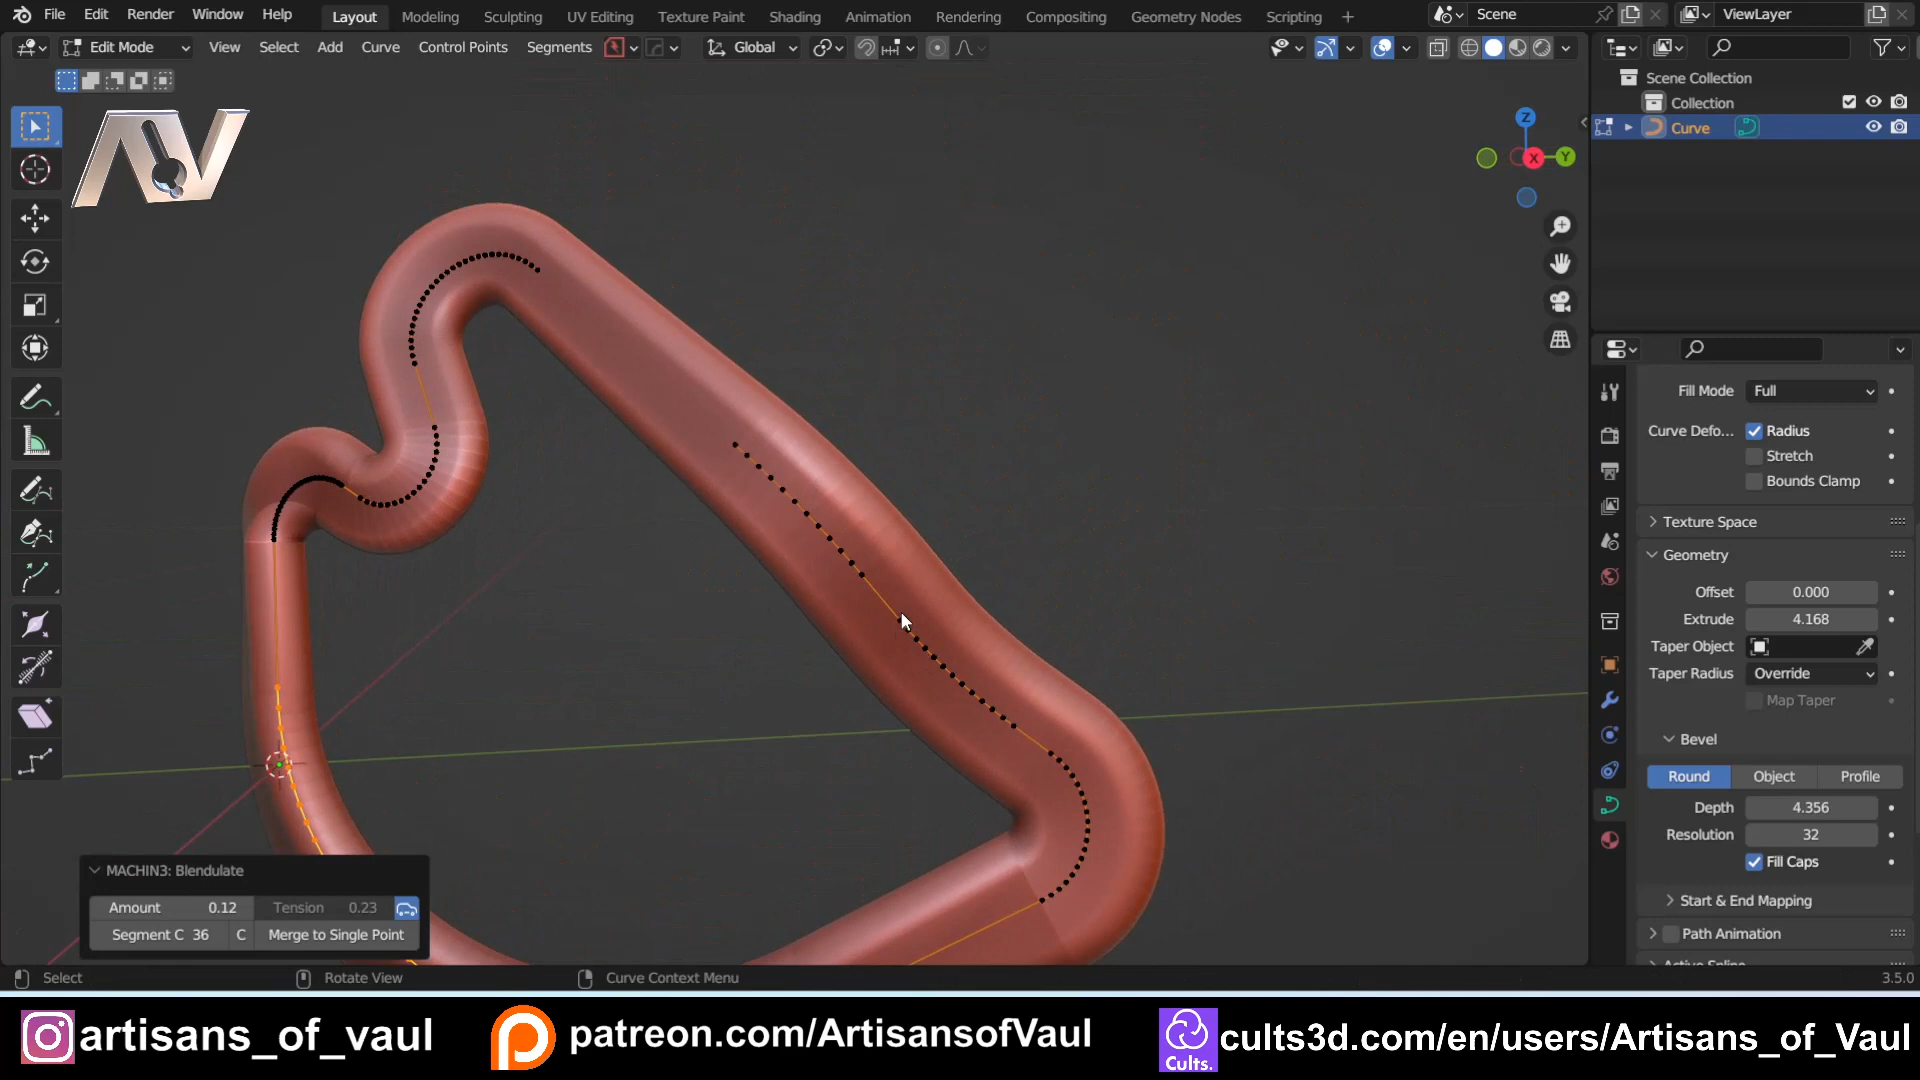 File Edit Render Window Help Layout Modeling Sculpting UV Editing Texture Paint Shading Animation Rendering Compositing Geometry Nodes Scripting + Scene ViewLayer
Edit Mode View Select Add Curve Control Points Segments Global
Scene Collection
Collection
Curve
Z
X
Y
AV
Fill Mode Full
Curve Defo... Radius
Stretch
Bounds Clamp
Texture Space
Geometry
Offset 0.000
Extrude 4.168
Taper Object
Taper Radius Override
Map Taper
Bevel
Round Object Profile
Depth 4.356
Resolution 32
Fill Caps
Start & End Mapping
Path Animation
Active Spline
MACHIN3: Blendulate
Amount 0.12 Tension 0.23
Segment C 36 C Merge to Single Point
Select Rotate View Curve Context Menu 3.5.0
artisans_of_vaul patreon.com/ArtisansofVaul Cults. cults3d.com/en/users/Artisans_of_Vaul